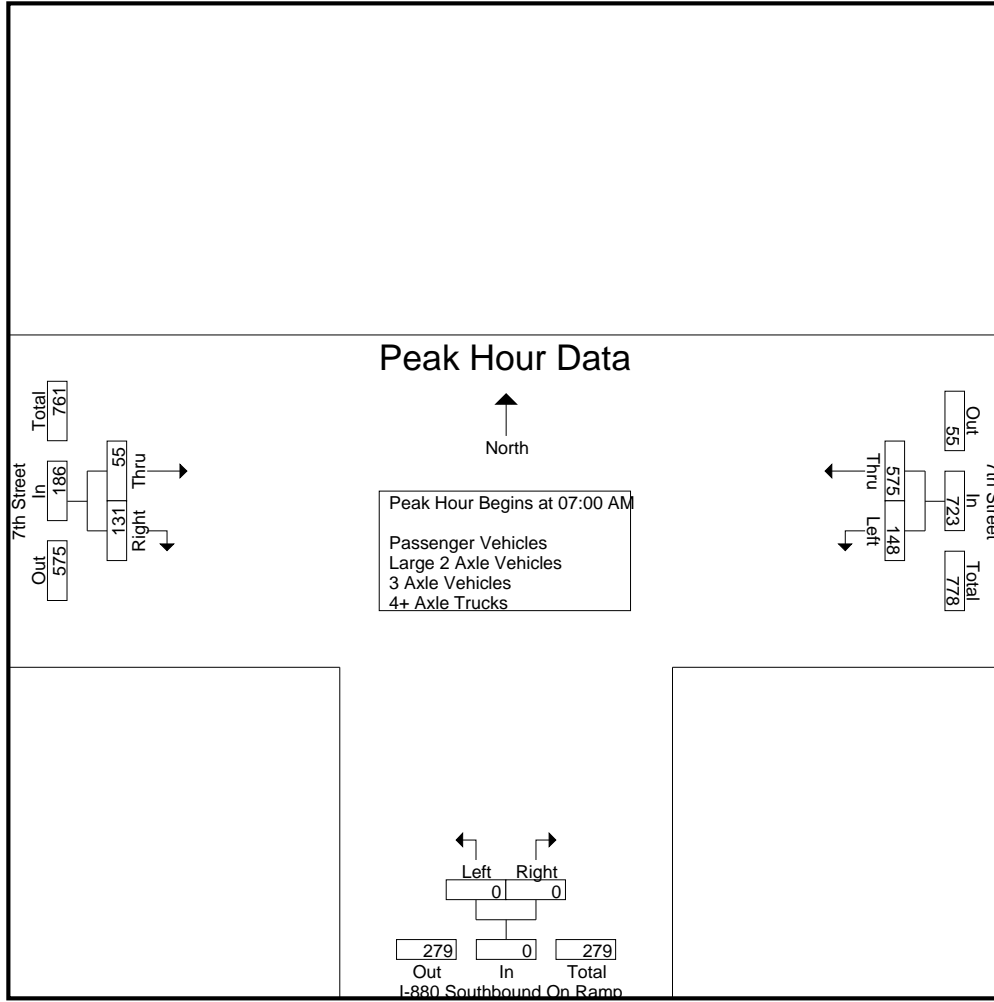 Peak Hour Data
North
Peak Hour Begins at 07:00 AM
Passenger Vehicles
Large 2 Axle Vehicles
3 Axle Vehicles
4+ Axle Trucks
7th Street
Out In Total
575 186 761
Right Thru
131 55
7th Street
Out In Total
55 723 778
Thru Left
575 148
Left Right
0 0
279 0 279
Out In Total
I-880 Southbound On Ramp